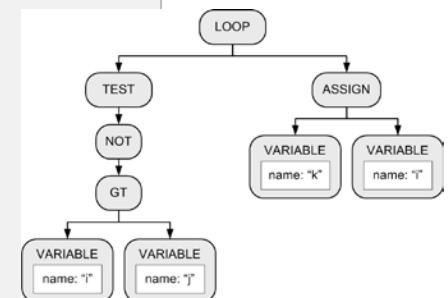 LOOP
TEST
ASSIGN
NOT
VARIABLE
name: "k"
VARIABLE
name: "i"
GT
VARIABLE
name: "i"
VARIABLE
name: "j"